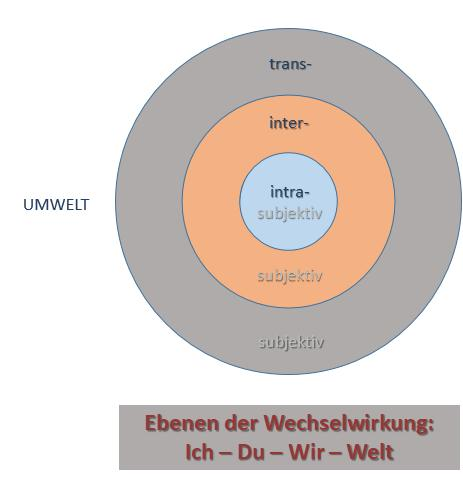 trans-
inter-
intra-
subjektiv
UMWELT
subjektiv
subjektiv
Ebenen der Wechselwirkung:
Ich – Du – Wir – Welt